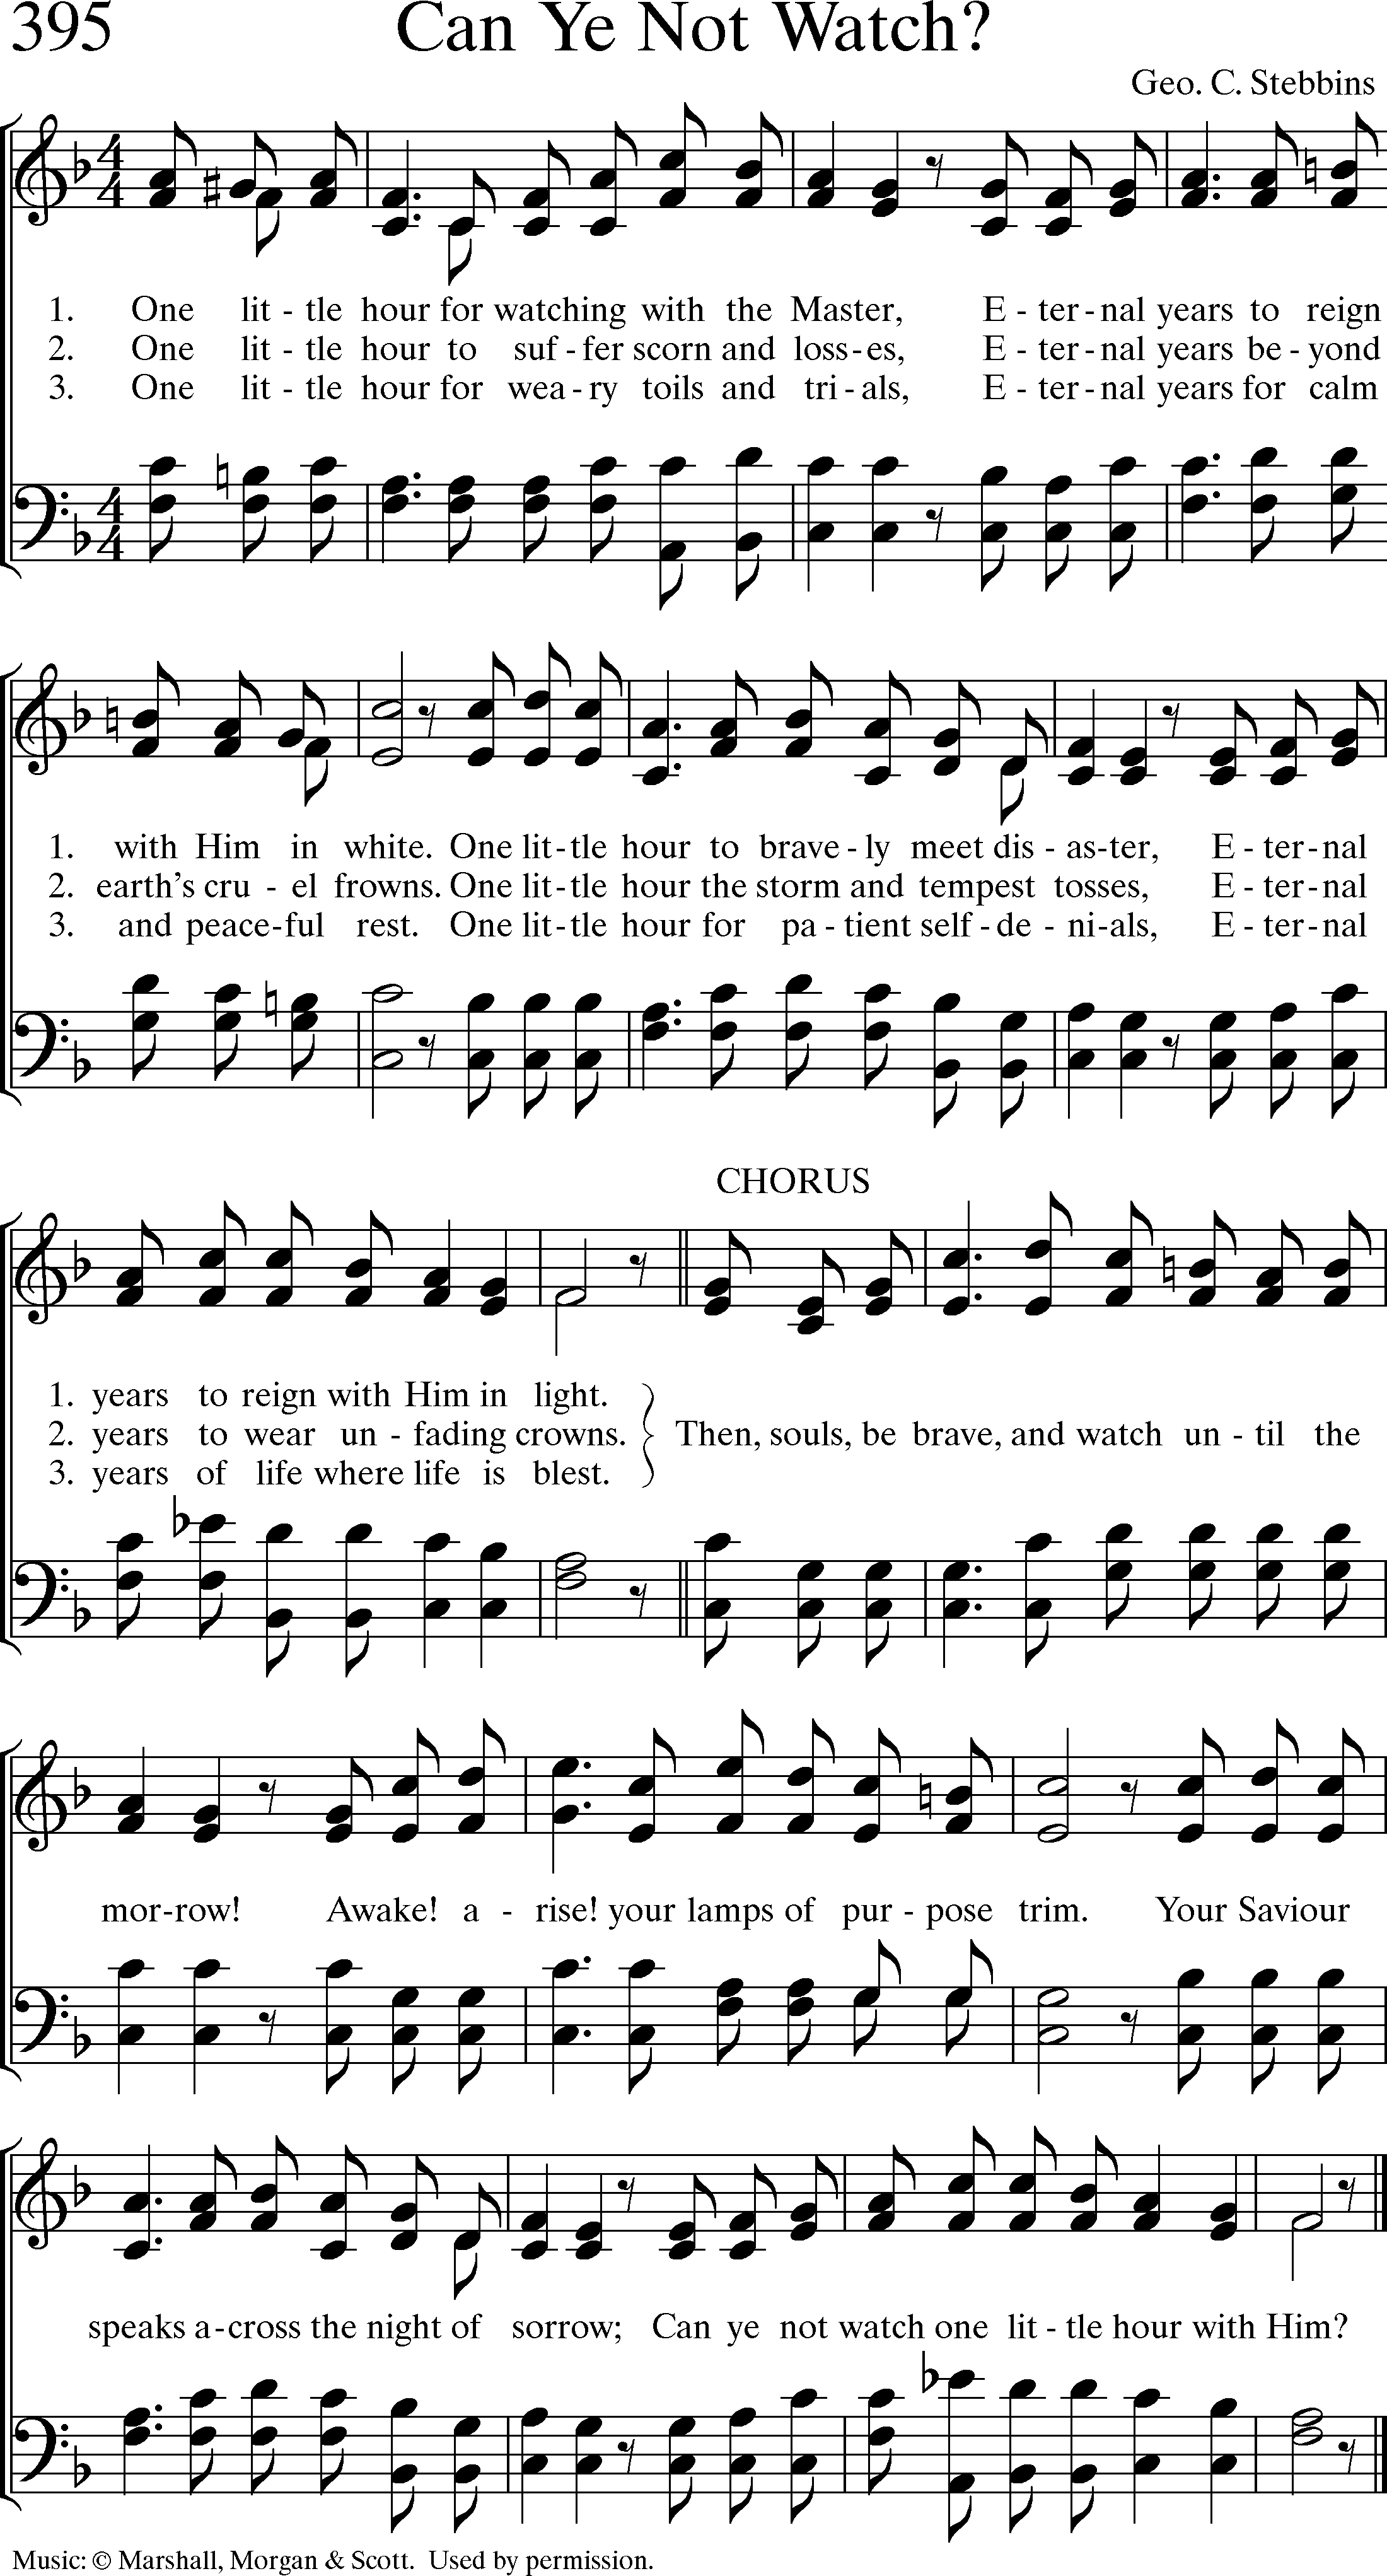 395 Can Ye Not Watch?
Geo. C. Stebbins
1. One lit - tle hour for watching with the Master, E - ter - nal years to reign
2. One lit - tle hour to suf - fer scorn and loss - es, E - ter - nal years be - yond
3. One lit - tle hour for wea - ry toils and tri - als, E - ter - nal years for calm
1. with Him in white. One lit - tle hour to brave - ly meet dis - as - ter, E - ter - nal
2. earth's cru - el frowns. One lit - tle hour the storm and tempest tosses, E - ter - nal
3. and peace - ful rest. One lit - tle hour for pa - tient self - de - ni - als, E - ter - nal
CHORUS
1. years to reign with Him in light.
2. years to wear un - fading crowns. Then, souls, be brave, and watch un - til the
3. years of life where life is blest.
mor - row! Awake! a - rise! your lamps of pur - pose trim. Your Saviour
speaks a - cross the night of sorrow; Can ye not watch one lit - tle hour with Him?
Music: © Marshall, Morgan & Scott. Used by permission.